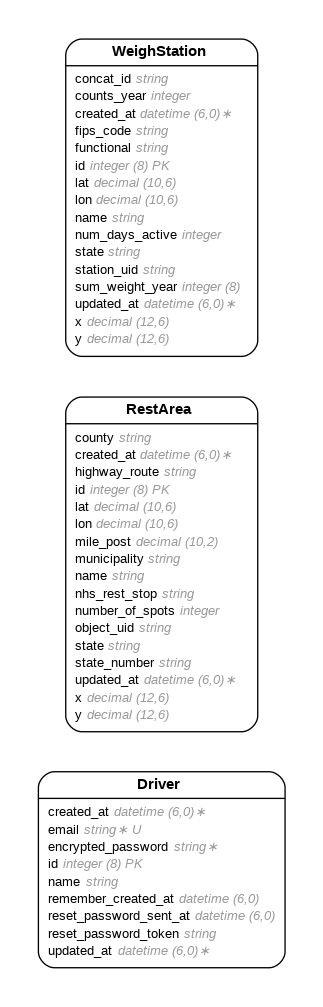 WeighStation
concat_id string
counts_year integer
created_at datetime (6,0)∗
fips_code string
functional string
id integer (8) PK
lat decimal (10,6)
lon decimal (10,6)
name string
num_days_active integer
state string
station_uid string
sum_weight_year integer (8)
updated_at datetime (6,0)∗
x decimal (12,6)
y decimal (12,6)
RestArea
county string
created_at datetime (6,0)∗
highway_route string
id integer (8) PK
lat decimal (10,6)
lon decimal (10,6)
mile_post decimal (10,2)
municipality string
name string
nhs_rest_stop string
number_of_spots integer
object_uid string
state string
state_number string
updated_at datetime (6,0)∗
x decimal (12,6)
y decimal (12,6)
Driver
created_at datetime (6,0)∗
email string∗ U
encrypted_password string∗
id integer (8) PK
name string
remember_created_at datetime (6,0)
reset_password_sent_at datetime (6,0)
reset_password_token string
updated_at datetime (6,0)∗